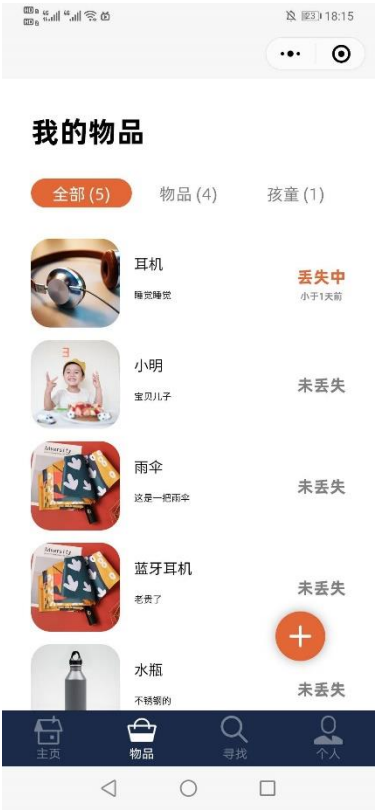 18:15
我的物品
全部 (5) 物品 (4) 孩童 (1)
耳机
睡觉睡觉
丢失中
小于1天前
小明
宝贝儿子
未丢失
雨伞
这是一把雨伞
未丢失
蓝牙耳机
老贵了
未丢失
水瓶
不锈钢的
未丢失
主页 物品 寻找 个人